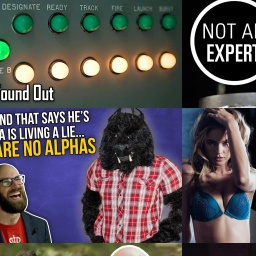 DESIGNATE READY TRACK FIRE LAUNCH BURST
E B
ound Out
NOT A
EXPERT
ND THAT SAYS HE'S
A IS LIVING A LIE...
ARE NO ALPHAS